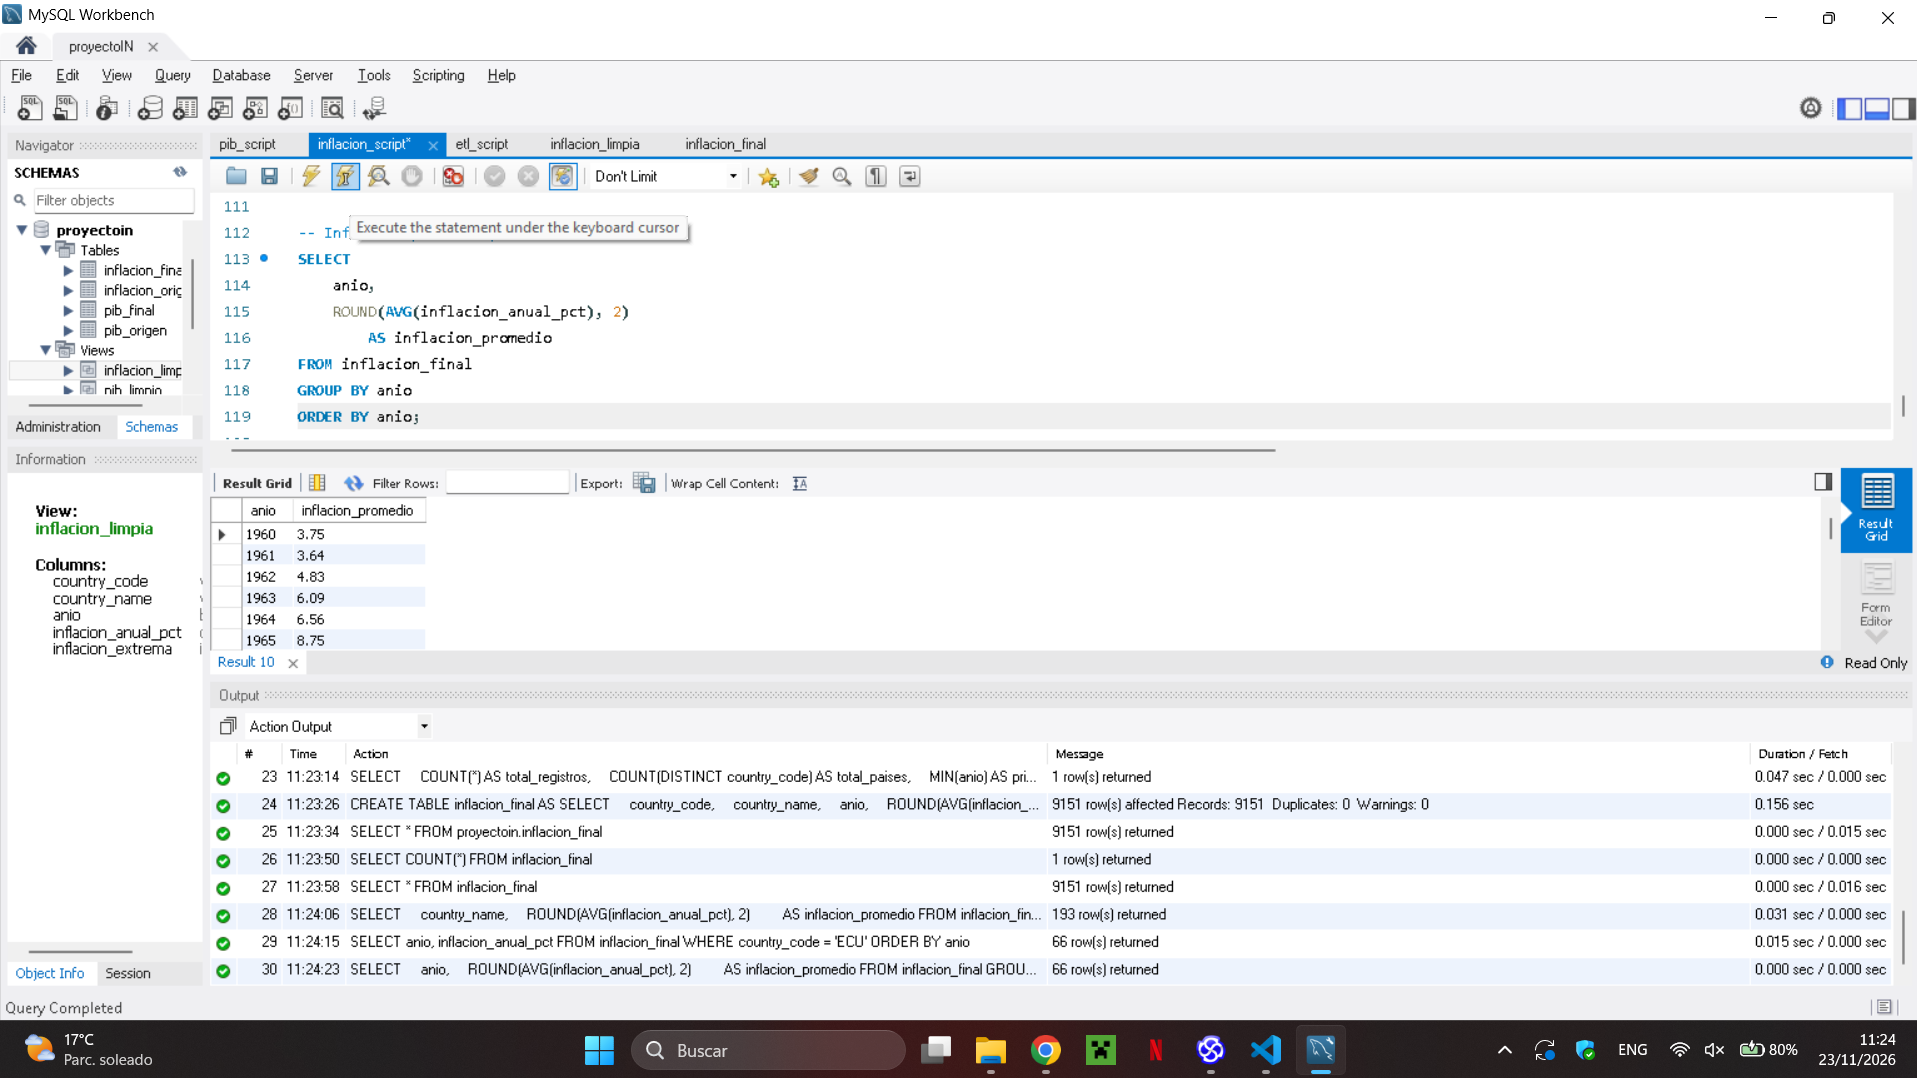 MySQL Workbench
proyectoIN
File Edit View Query Database Server Tools Scripting Help
Navigator
SCHEMAS
Filter objects
proyectoin
Tables
inflacion_fina
inflacion_orig
pib_final
pib_origen
Views
inflacion_limp
pib_limpio
Administration Schemas
Information
View:
inflacion_limpia
Columns:
country_code
country_name
anio
inflacion_anual_pct
inflacion_extrema
Object Info Session
pib_script inflacion_script* etl_script inflacion_limpia inflacion_final
Don't Limit
Execute the statement under the keyboard cursor
111
112 -- Inf
113 SELECT
114 anio,
115 ROUND(AVG(inflacion_anual_pct), 2)
116 AS inflacion_promedio
117 FROM inflacion_final
118 GROUP BY anio
119 ORDER BY anio;
Result Grid Filter Rows: Export: Wrap Cell Content:
anio inflacion_promedio
1960 3.75
1961 3.64
1962 4.83
1963 6.09
1964 6.56
1965 8.75
Result Grid
Form Editor
Result 10
Read Only
Output
Action Output
# Time Action Message Duration / Fetch
23 11:23:14 SELECT COUNT(*) AS total_registros, COUNT(DISTINCT country_code) AS total_paises, MIN(anio) AS pri... 1 row(s) returned 0.047 sec / 0.000 sec
24 11:23:26 CREATE TABLE inflacion_final AS SELECT country_code, country_name, anio, ROUND(AVG(inflacion_... 9151 row(s) affected Records: 9151 Duplicates: 0 Warnings: 0 0.156 sec
25 11:23:34 SELECT * FROM proyectoin.inflacion_final 9151 row(s) returned 0.000 sec / 0.015 sec
26 11:23:50 SELECT COUNT(*) FROM inflacion_final 1 row(s) returned 0.000 sec / 0.000 sec
27 11:23:58 SELECT * FROM inflacion_final 9151 row(s) returned 0.000 sec / 0.016 sec
28 11:24:06 SELECT country_name, ROUND(AVG(inflacion_anual_pct), 2) AS inflacion_promedio FROM inflacion_fin... 193 row(s) returned 0.031 sec / 0.000 sec
29 11:24:15 SELECT anio, inflacion_anual_pct FROM inflacion_final WHERE country_code = 'ECU' ORDER BY anio 66 row(s) returned 0.015 sec / 0.000 sec
30 11:24:23 SELECT anio, ROUND(AVG(inflacion_anual_pct), 2) AS inflacion_promedio FROM inflacion_final GROU... 66 row(s) returned 0.000 sec / 0.000 sec
Query Completed
17°C
Parc. soleado
Buscar
ENG
80%
11:24
23/11/2026